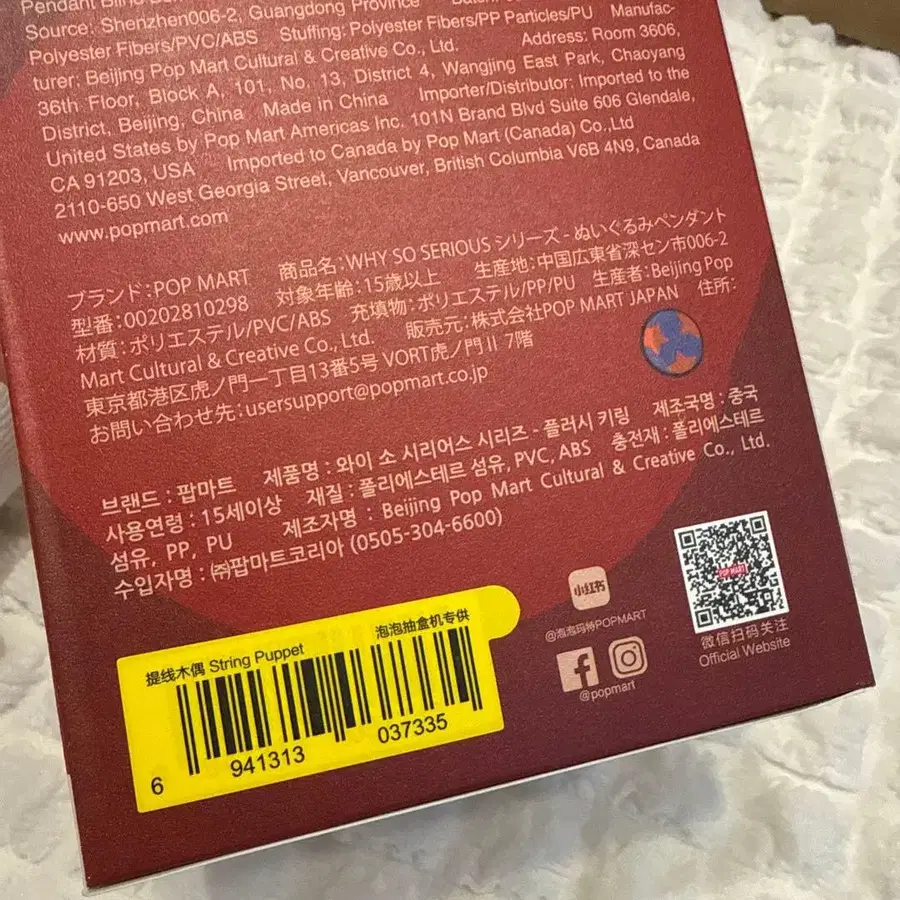 Pendant Blind
Source: Shenzhen006-2, Guangdong Province
Polyester Fibers/PVC/ABS Stuffing: Polyester Fibers/PP Particles/PU Manufac-
turer: Beijing Pop Mart Cultural & Creative Co., Ltd. Address: Room 3606,
36th Floor, Block A, 101, No. 13, District 4, Wangjing East Park, Chaoyang
District, Beijing, China Made in China Importer/Distributor: Imported to the
United States by Pop Mart Americas Inc. 101N Brand Blvd Suite 606 Glendale,
CA 91203, USA Imported to Canada by Pop Mart (Canada) Co.,Ltd
2110-650 West Georgia Street, Vancouver, British Columbia V6B 4N9, Canada
www.popmart.com
ブランド:POP MART 商品名:WHY SO SERIOUS シリーズ - ぬいぐるみペンダント
型番:00202810298 対象年齢:15歳以上 生産地:中国広東省深セン市006-2
材質:ポリエステル/PVC/ABS 充填物:ポリエステル/PP/PU 生産者:Beijing Pop
Mart Cultural & Creative Co., Ltd. 販売元:株式会社POP MART JAPAN 住所:
東京都港区虎ノ門一丁目13番5号 VORT虎ノ門Ⅱ 7階
お問い合わせ先:usersupport@popmart.co.jp
브랜드 : 팝마트 제품명 : 와이 소 시리어스 시리즈 - 플러시 키링 제조국명 : 중국
사용연령 : 15세이상 재질 : 폴리에스테르 섬유, PVC, ABS 충전재 : 폴리에스테르
섬유, PP, PU 제조자명 : Beijing Pop Mart Cultural & Creative Co., Ltd.
수입자명 : ㈜팝마트코리아 (0505-304-6600)
提线木偶 String Puppet 泡泡抽盒机专供
6 941313 037335
小红书
@泡泡玛特POPMART
@popmart
POP MART
微信扫码关注
Official Website